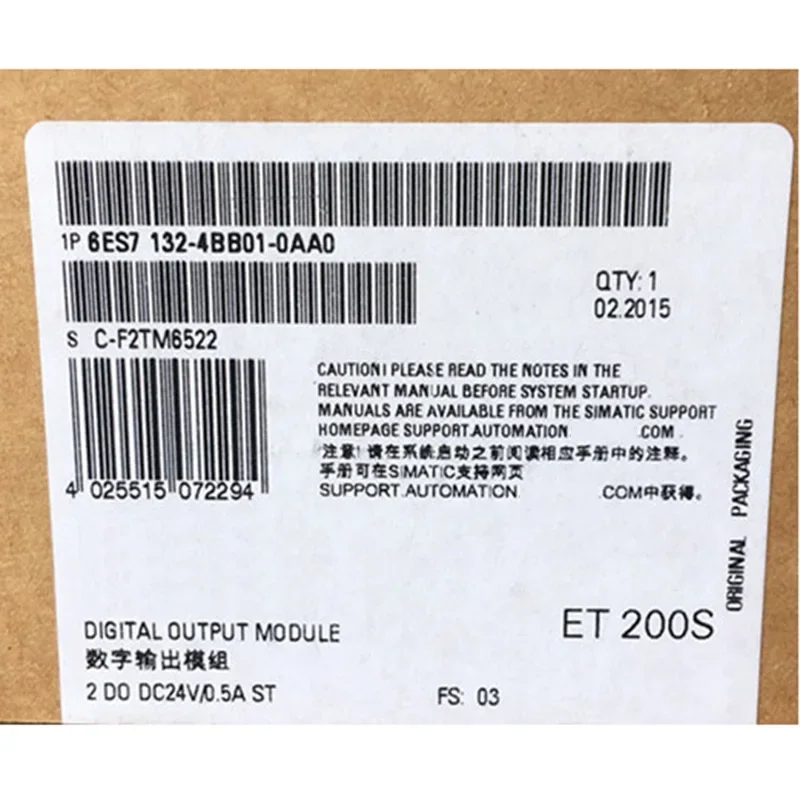 1P 6ES7 132-4BB01-0AA0
QTY: 1
02.2015
S C-F2TM6522
CAUTION! PLEASE READ THE NOTES IN THE
RELEVANT MANUAL BEFORE SYSTEM STARTUP.
MANUALS ARE AVAILABLE FROM THE SIMATIC SUPPORT
HOMEPAGE SUPPORT.AUTOMATION .COM .
注意! 请在系统启动之前阅读相应手册中的注释。
手册可在SIMATIC支持网页
SUPPORT.AUTOMATION .COM中获得。
4 025515 072294
ORIGINAL PACKAGING
ET 200S
DIGITAL OUTPUT MODULE
数字输出模组
2 DO DC24V/0.5A ST
FS: 03